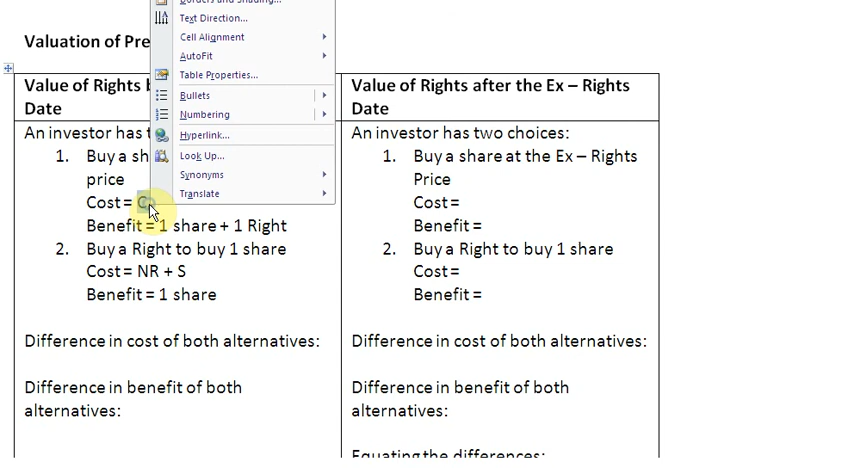 Borders and Shading...
Text Direction...
Cell Alignment
AutoFit
Table Properties...
Bullets
Numbering
Hyperlink...
Look Up...
Synonyms
Translate
Valuation of Pre
Value of Rights
Date
An investor has
1. Buy a sh
price
Cost =
Benefit = 1 share + 1 Right
2. Buy a Right to buy 1 share
Cost = NR + S
Benefit = 1 share
Difference in cost of both alternatives:
Difference in benefit of both
alternatives:
Value of Rights after the Ex – Rights
Date
An investor has two choices:
1. Buy a share at the Ex – Rights
Price
Cost =
Benefit =
2. Buy a Right to buy 1 share
Cost =
Benefit =
Difference in cost of both alternatives:
Difference in benefit of both
alternatives:
Equating the differences: